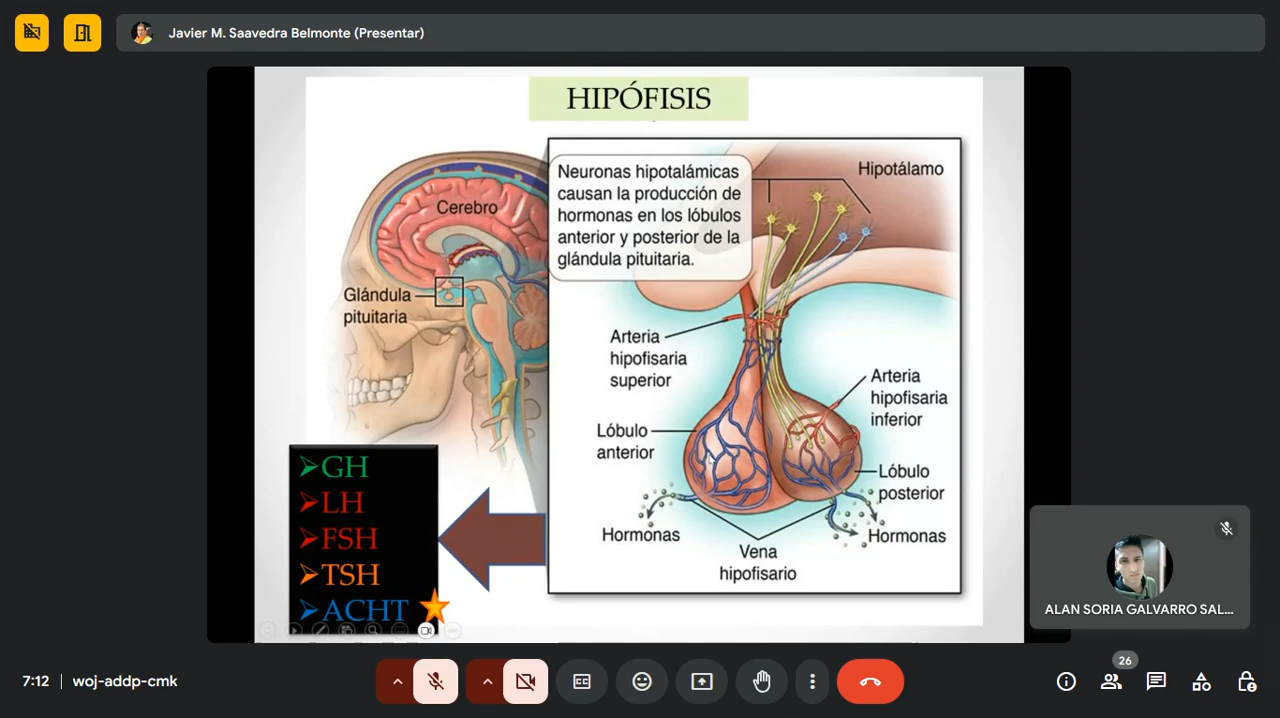 Javier M. Saavedra Belmonte (Presentar)
HIPÓFISIS
Neuronas hipotalámicas
causan la producción de
hormonas en los lóbulos
anterior y posterior de la
glándula pituitaria.
Hipotálamo
Cerebro
Glándula
pituitaria
Arteria
hipofisaria
superior
Arteria
hipofisaria
inferior
Lóbulo
anterior
Lóbulo
posterior
Hormonas
Hormonas
Vena
hipofisario
GH
LH
FSH
TSH
ACHT
ALAN SORIA GALVARRO SAL...
26
7:12 | woj-addp-cmk